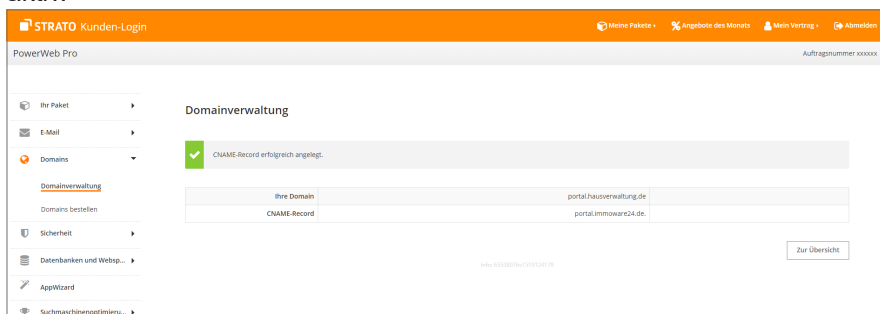 STRATO Kunden-Login
Meine Pakete
Angebote des Monats
Mein Vertrag
Abmelden
PowerWeb Pro
Auftragsnummer xxxxxx
Ihr Paket
E-Mail
Domains
Domainverwaltung
Domains bestellen
Sicherheit
Datenbanken und Websp...
AppWizard
Suchmaschinenoptimieru...
Domainverwaltung
CNAME-Record erfolgreich angelegt.
Ihre Domain portal.hausverwaltung.de
CNAME-Record portal.immoware24.de.
Zur Übersicht